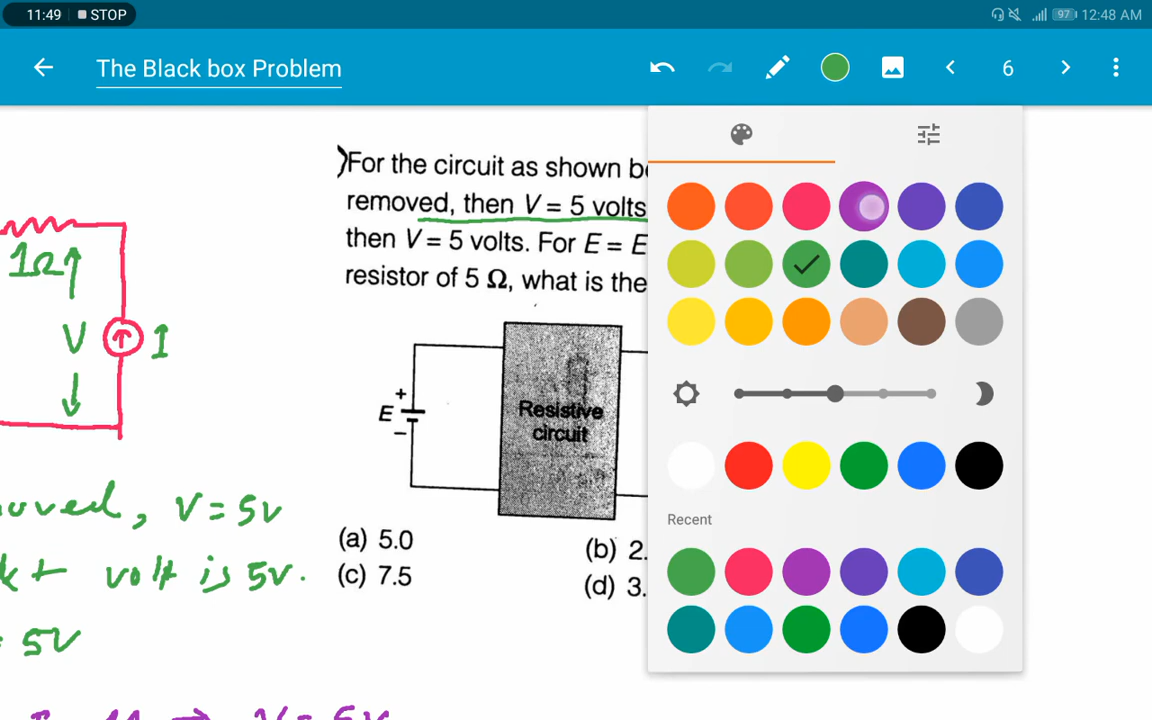 11:49 STOP 97 12:48 AM
The Black box Problem 6
For the circuit as shown be
removed, then V = 5 volts
then V = 5 volts. For E = E
resistor of 5 Ω, what is the
1Ω
V
I
+
E
−
Resistive
circuit
(a) 5.0
(b) 2.
(c) 7.5
(d) 3.
oved, V = 5v
volt is 5v.
= 5V
V = 5V
Recent